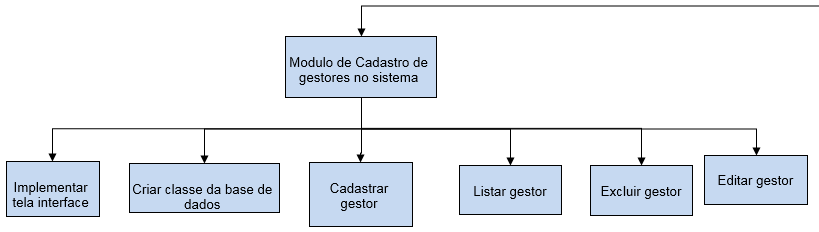 Modulo de Cadastro de
gestores no sistema
Implementar
tela interface
Criar classe da base de
dados
Cadastrar
gestor
Listar gestor
Excluir gestor
Editar gestor